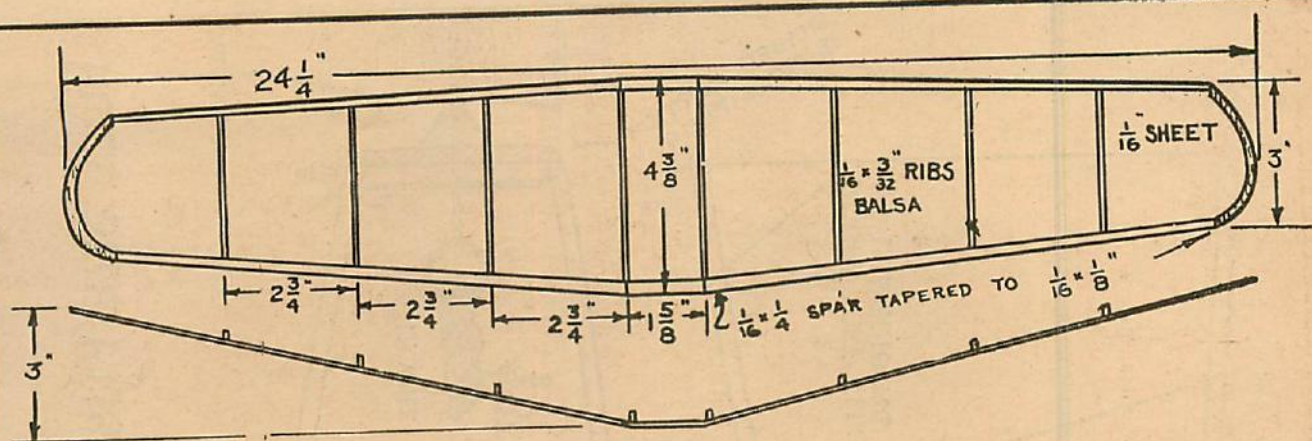 24 1/4"
4 3/8"
1/16" SHEET
3"
1/16 × 3/32" RIBS
BALSA
2 3/4"
2 3/4"
2 3/4"
1 5/8"
1/16 × 1/4 SPAR TAPERED TO 1/16 × 1/8"
3"